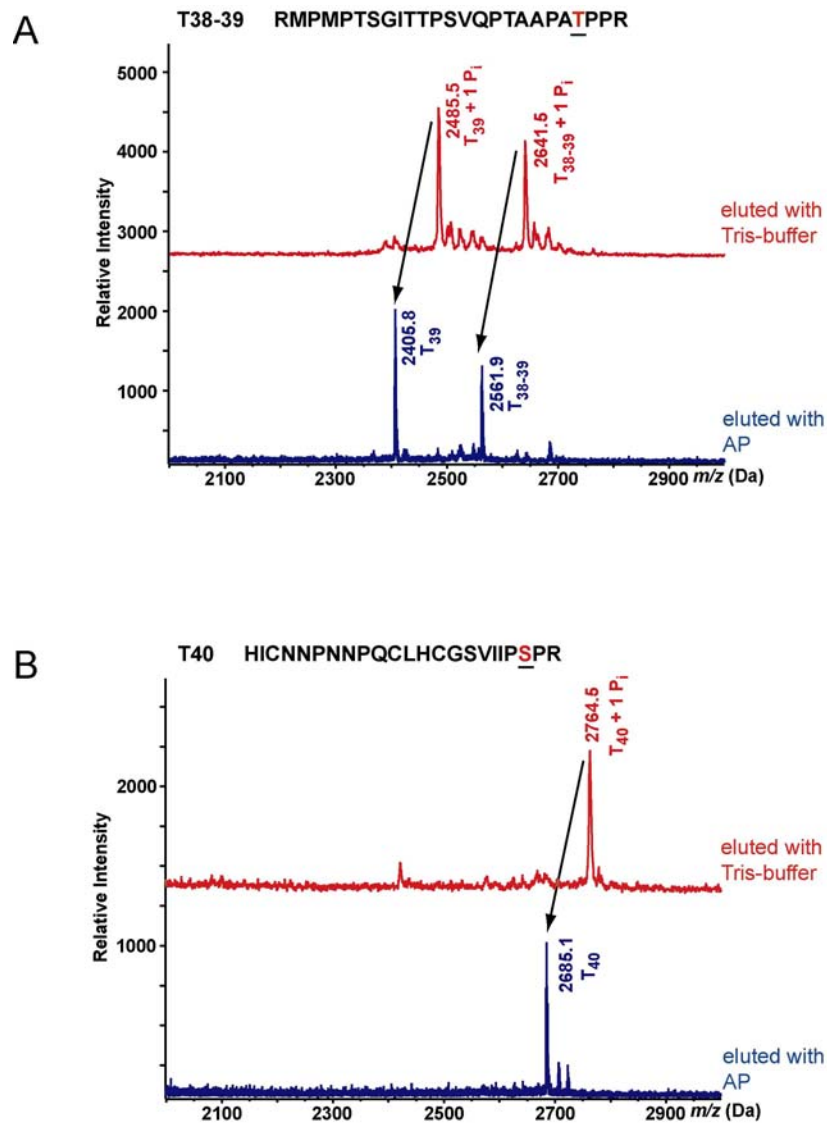 A
T38-39 RMPMPTSGITTPSVQPTAAPATPPR
5000
4000
3000
2000
1000
Relative Intensity
2485.5
T39 + 1 Pi
2641.5
T38-39 + 1 Pi
eluted with
Tris-buffer
2405.8
T39
2561.9
T38-39
eluted with
AP
2100 2300 2500 2700 2900 m/z (Da)
B
T40 HICNNPNNPQCLHCGSVIIPSPR
2000
1000
Relative Intensity
2764.5
T40 + 1 Pi
eluted with
Tris-buffer
2685.1
T40
eluted with
AP
2100 2300 2500 2700 2900 m/z (Da)